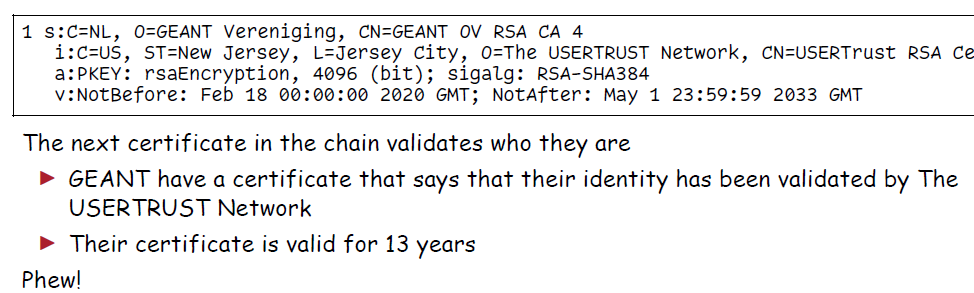 1 s:C=NL, O=GEANT Vereniging, CN=GEANT OV RSA CA 4
i:C=US, ST=New Jersey, L=Jersey City, O=The USERTRUST Network, CN=USERTrust RSA Ce
a:PKEY: rsaEncryption, 4096 (bit); sigalg: RSA-SHA384
v:NotBefore: Feb 18 00:00:00 2020 GMT; NotAfter: May 1 23:59:59 2033 GMT
The next certificate in the chain validates who they are
▶ GEANT have a certificate that says that their identity has been validated by The
USERTRUST Network
▶ Their certificate is valid for 13 years
Phew!